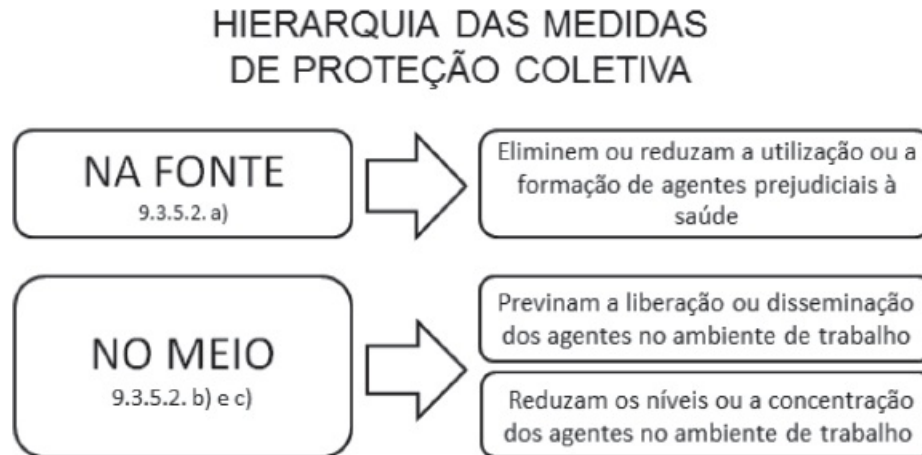 HIERARQUIA DAS MEDIDAS
DE PROTEÇÃO COLETIVA
NA FONTE
9.3.5.2. a)
Eliminem ou reduzam a utilização ou a
formação de agentes prejudiciais à
saúde
NO MEIO
9.3.5.2. b) e c)
Previnam a liberação ou disseminação
dos agentes no ambiente de trabalho
Reduzam os níveis ou a concentração
dos agentes no ambiente de trabalho